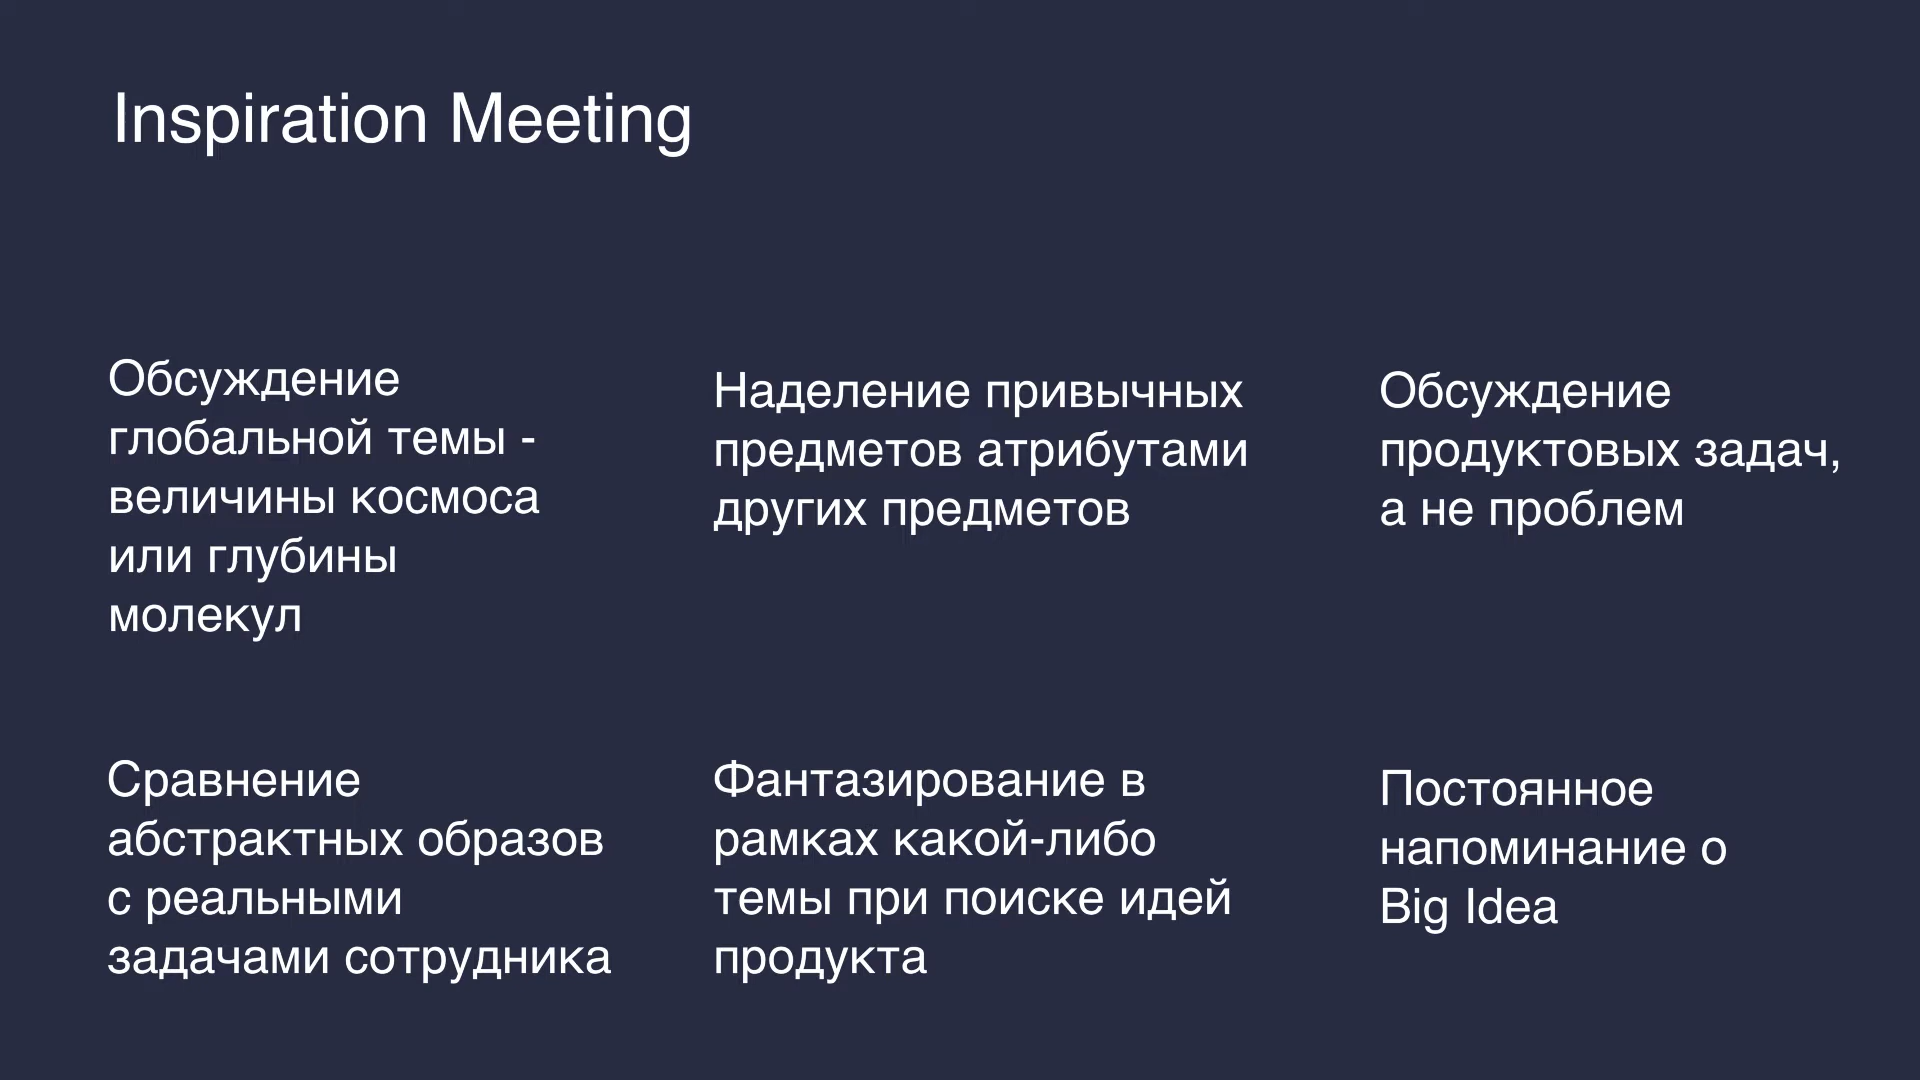 Inspiration Meeting
Обсуждение
глобальной темы -
величины космоса
или глубины
молекул
Наделение привычных
предметов атрибутами
других предметов
Обсуждение
продуктовых задач,
а не проблем
Сравнение
абстрактных образов
с реальными
задачами сотрудника
Фантазирование в
рамках какой-либо
темы при поиске идей
продукта
Постоянное
напоминание о
Big Idea